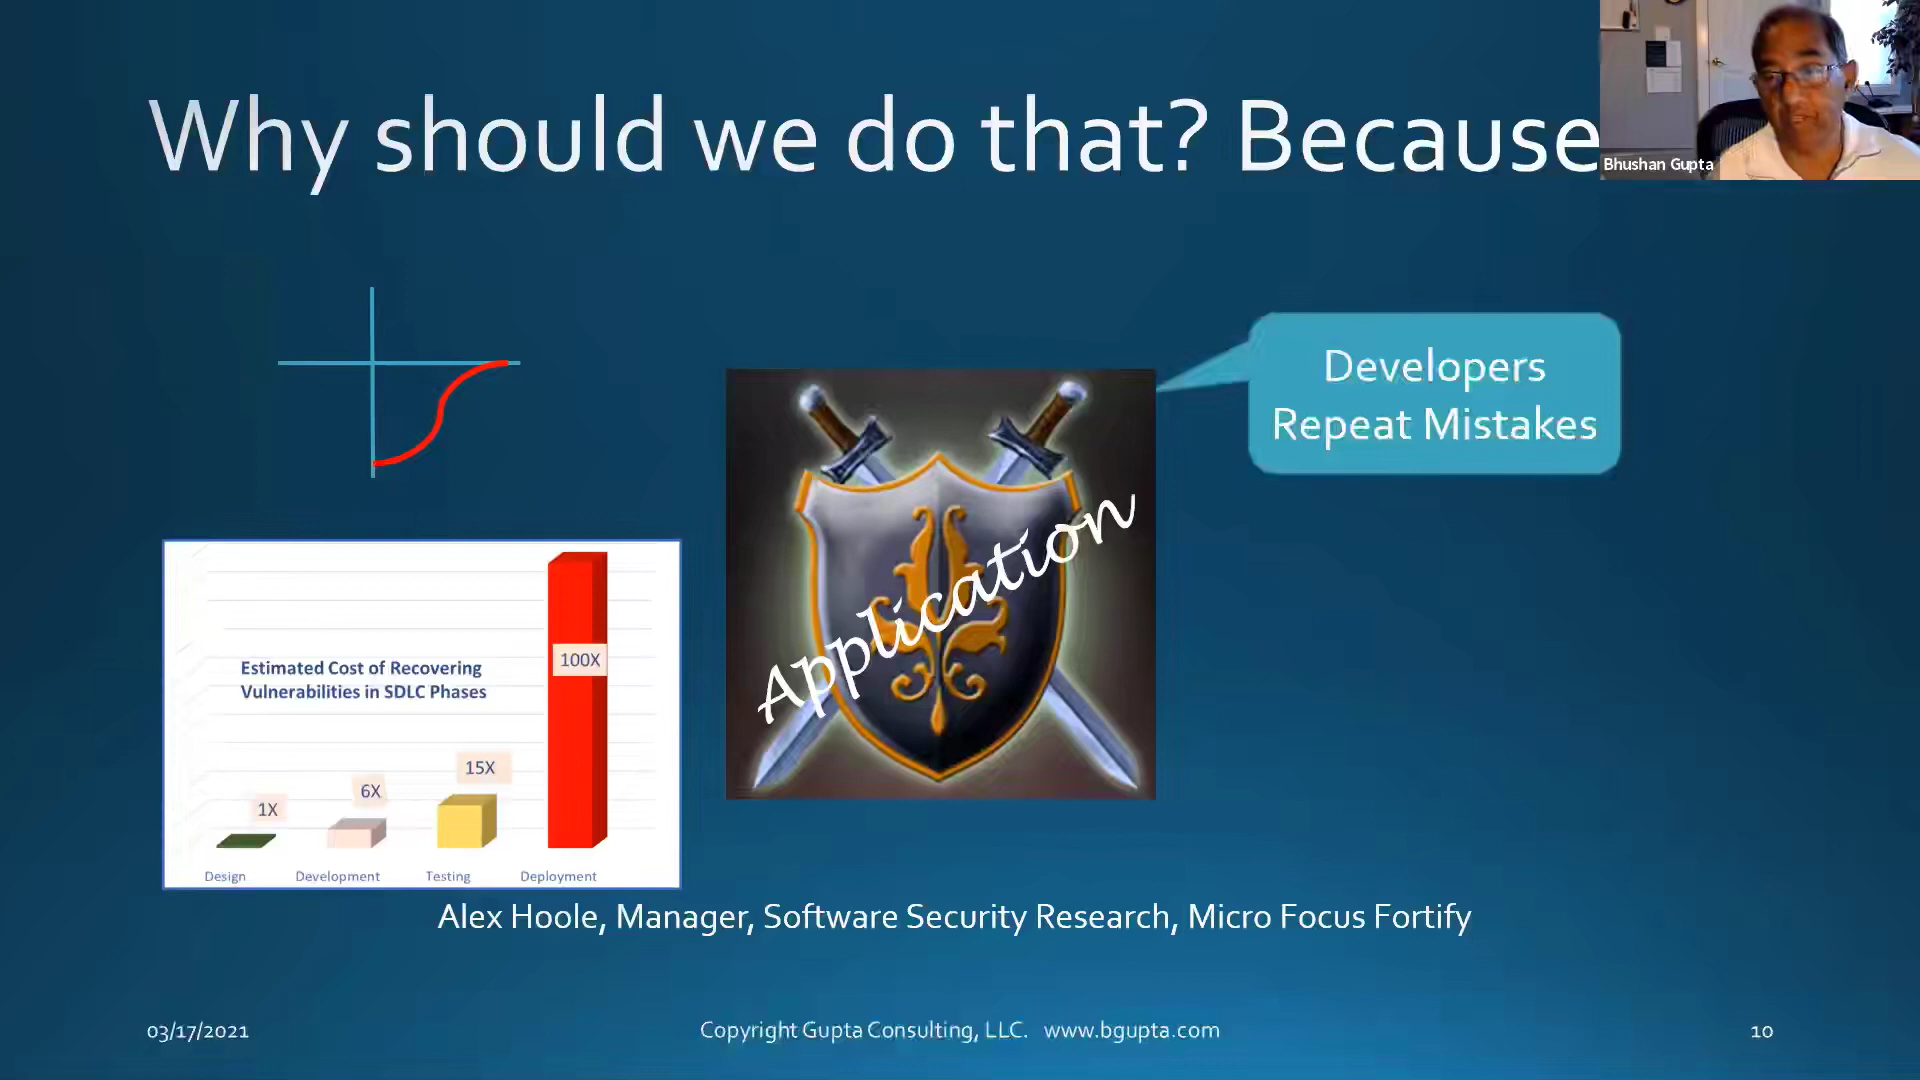 Why should we do that? Because
Bhushan Gupta
Developers
Repeat Mistakes
Application
Estimated Cost of Recovering
Vulnerabilities in SDLC Phases
100X
15X
6X
1X
Design Development Testing Deployment
Alex Hoole, Manager, Software Security Research, Micro Focus Fortify
03/17/2021 Copyright Gupta Consulting, LLC. www.bgupta.com 10